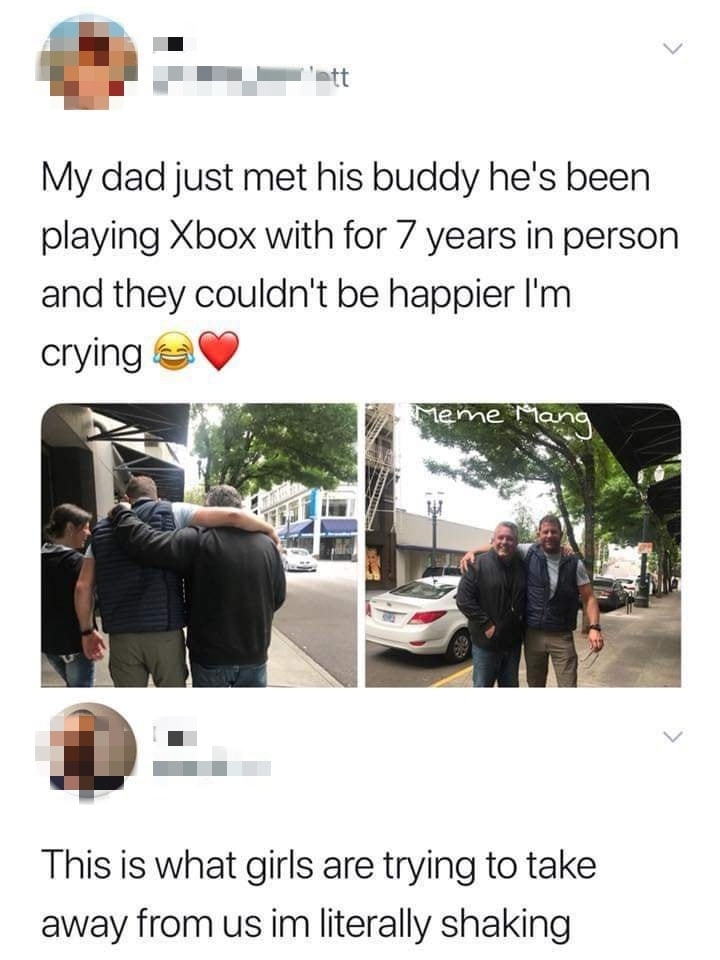 tt
My dad just met his buddy he's been
playing Xbox with for 7 years in person
and they couldn't be happier I'm
crying 😂❤️
Meme Mang
This is what girls are trying to take
away from us im literally shaking